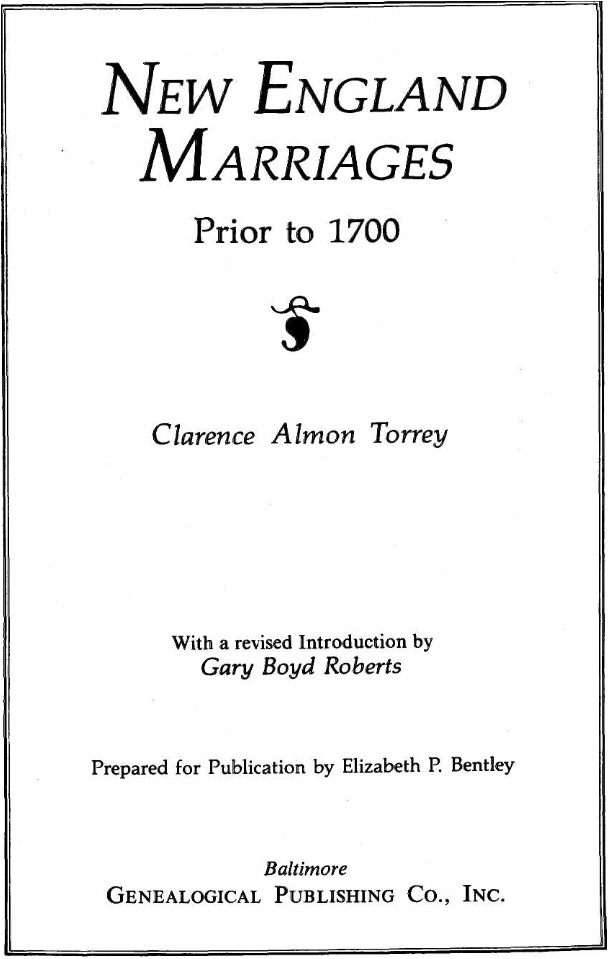 NEW ENGLAND
MARRIAGES
Prior to 1700
Clarence Almon Torrey
With a revised Introduction by
Gary Boyd Roberts
Prepared for Publication by Elizabeth P. Bentley
Baltimore
GENEALOGICAL PUBLISHING CO., INC.